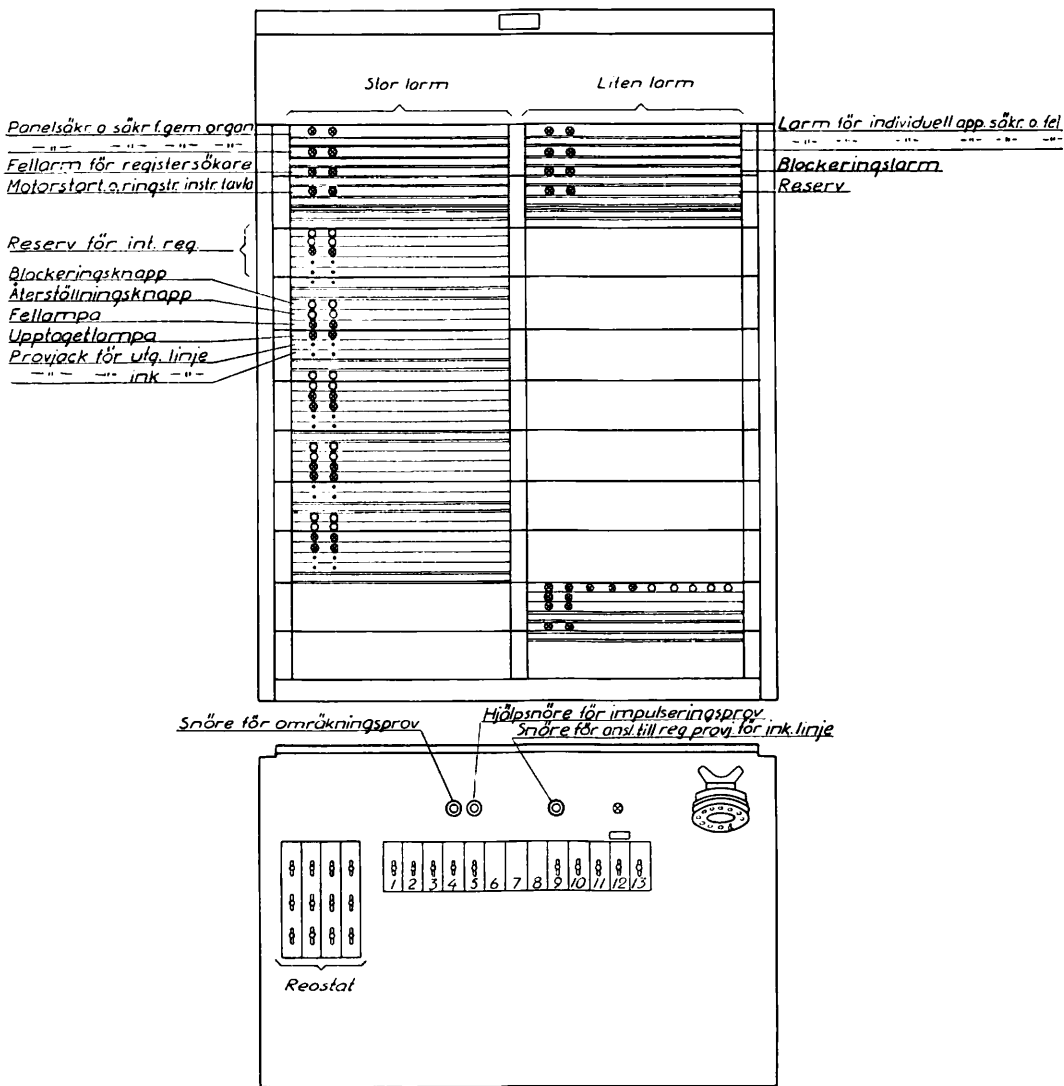 Stor larm
Liten larm
Panelsäkr. o. säkr. f. gem. organ
-"- -"- -"- -"-
Fellarm för registersökare
Motorstart. o. ringstr. instr. tavla
Reserv för int. reg.
Blockeringsknapp
Återställningsknapp
Fellampa
Upptagetlampa
Provjack för utg. linje
-"- -"- ink -"-
Larm för individuell app. säkr. o. fel
-"- -"- -"- -"- -"- -"-
Blockeringslarm
Reserv
Snöre för omräkningsprov
Hjälpsnöre för impulseringsprov
Snöre för ansl. till reg. provj. för ink. linje
1 2 3 4 5 6 7 8 9 10 11 12 13
Reostat